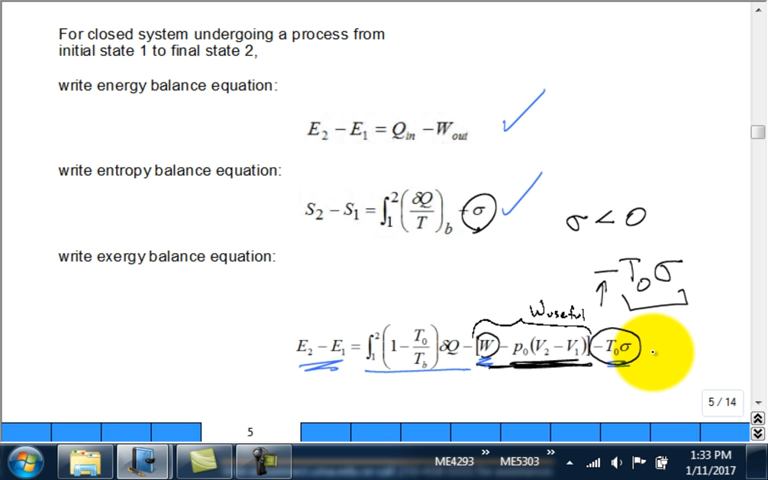 For closed system undergoing a process from
initial state 1 to final state 2,
write energy balance equation:
E₂ − E₁ = Q_in − W_out
write entropy balance equation:
S₂ − S₁ = ∫₁²(δQ/T)_b + σ
σ < 0
write exergy balance equation:
− T₀σ
Wuseful
E₂ − E₁ = ∫₁²(1 − T₀/T_b)δQ − [W − p₀(V₂ − V₁)] − T₀σ
5 / 14
5
ME4293 »
ME5303 »
1:33 PM
1/11/2017